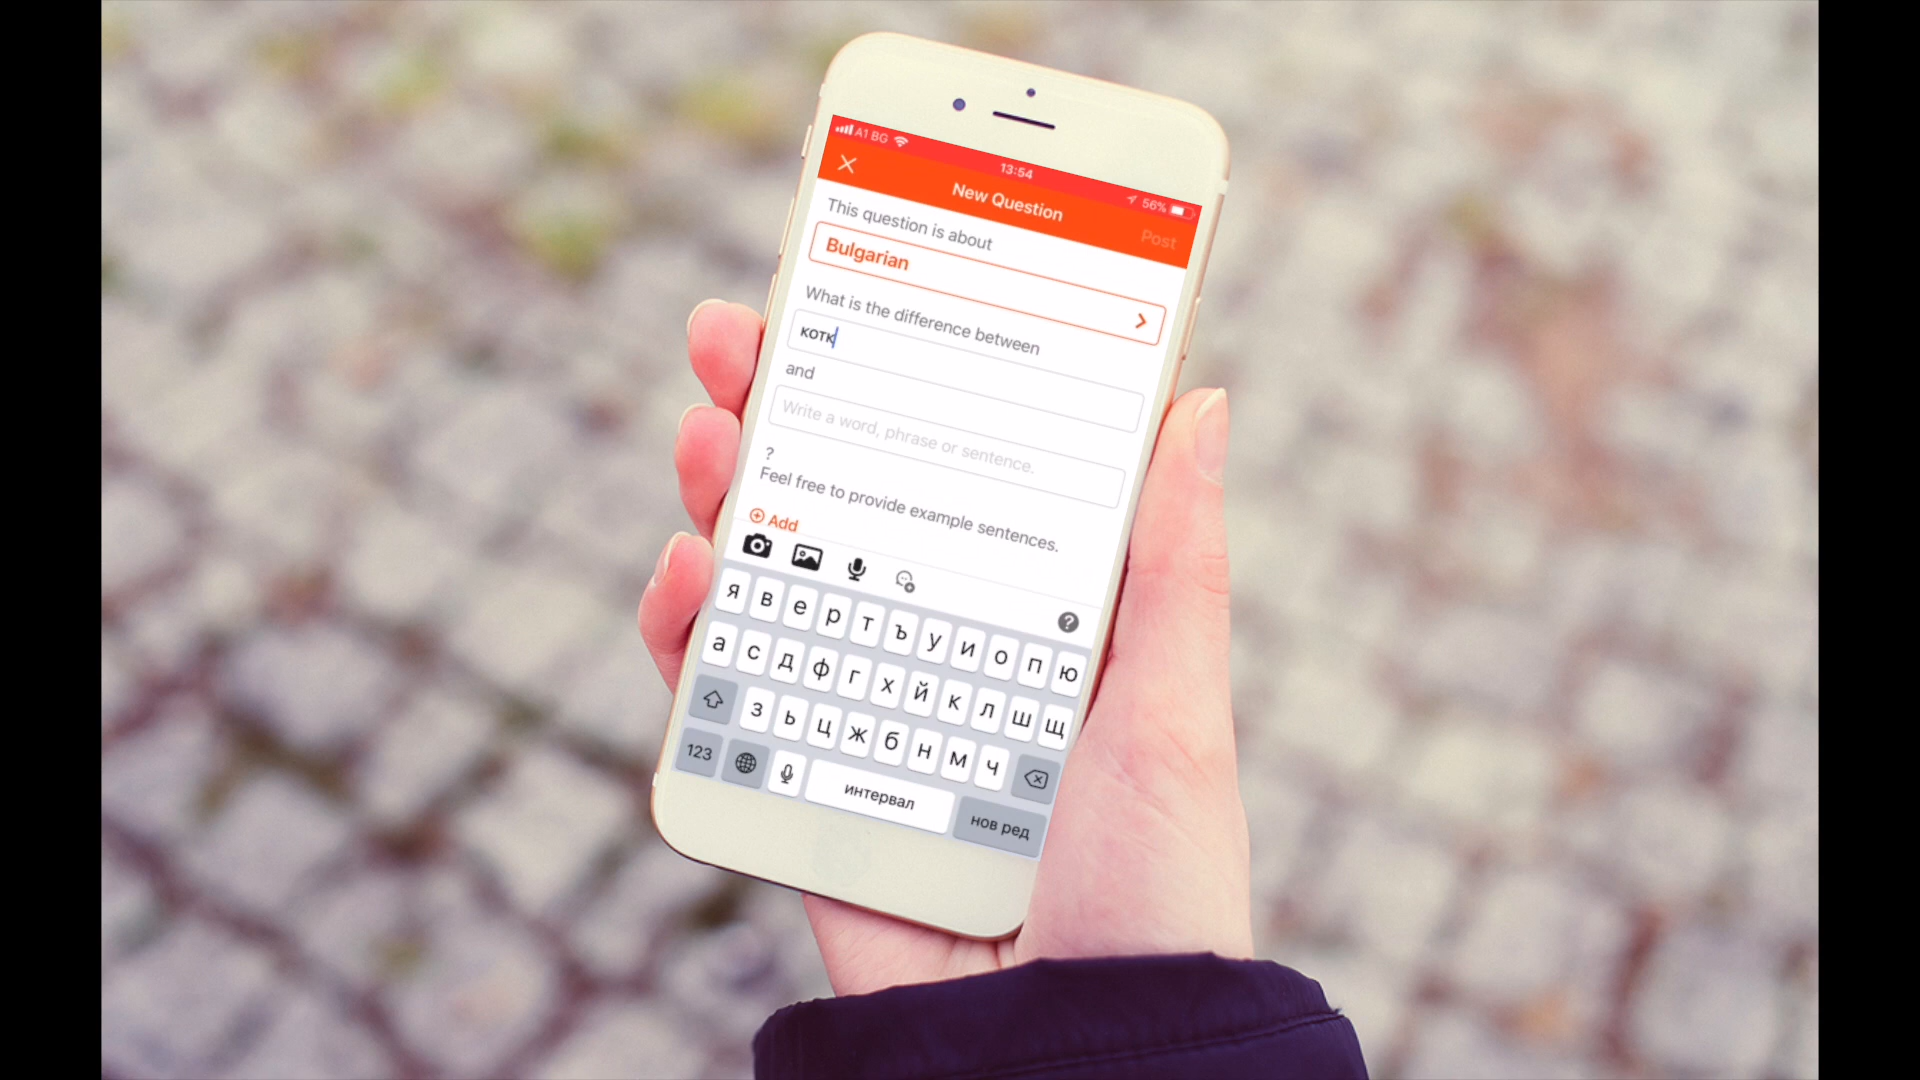 A1 BG
13:54
56%
New Question
Post
This question is about
Bulgarian
What is the difference between
котк
and
Write a word, phrase or sentence.
?
Feel free to provide example sentences.
Add
?
я в е р т ъ у и о п ю
а с д ф г х й к л ш щ
з ь ц ж б н м ч
123
интервал
нов ред